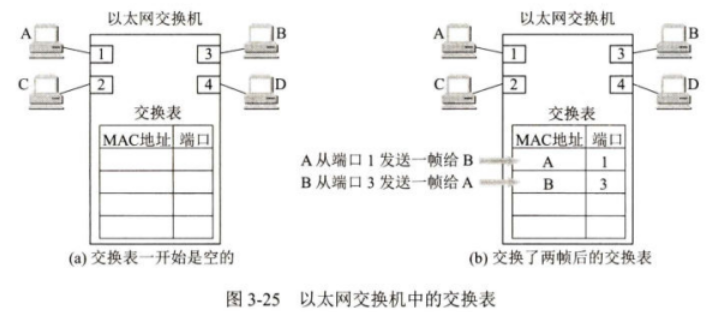 以太网交换机
A
B
1
3
C
2
4
D
交换表
MAC地址 端口
(a) 交换表一开始是空的
以太网交换机
A
B
1
3
C
2
4
D
交换表
MAC地址 端口
A 从端口 1 发送一帧给 B
A 1
B 从端口 3 发送一帧给 A
B 3
(b) 交换了两帧后的交换表
图 3-25 以太网交换机中的交换表